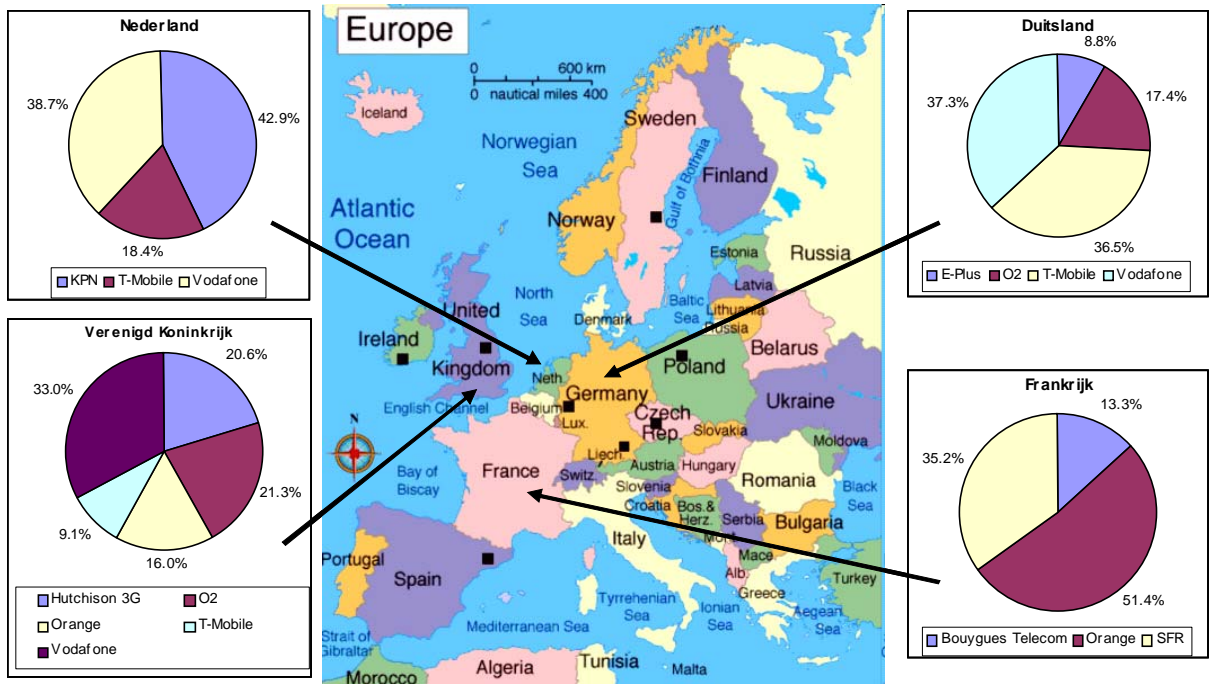 Nederland
38.7%
42.9%
18.4%
KPN T-Mobile Vodafone
Verenigd Koninkrijk
20.6%
33.0%
21.3%
9.1%
16.0%
Hutchison 3G O2
Orange T-Mobile
Vodafone
Europe
0 600 km
0 nautical miles 400
Iceland
Norwegian
Sea
Sweden
Gulf of Bothnia
Finland
Atlantic
Ocean
Norway
Russia
Estonia
Latvia
North
Sea
Baltic
Sea
Lithuania
Russia
United
Kingdom
Denmark
Ireland
Belarus
Neth.
Poland
Germany
English Channel
Belgium
Lux.
Czech
Rep.
Ukraine
N
Slovakia
Moldova
Liech.
Austria
Hungary
Bay of
Biscay
France
Switz.
Slovenia
Romania
Croatia
Bos.&
Herz.
Serbia
Black
Sea
Italy
Mont.
Bulgaria
Portugal
Spain
Mace
Alb.
Turkey
Greece
Tyrrehenian
Sea
Ionian
Sea
Aegean
Sea
Strait of
Gibraltar
Mediterranean Sea
Morocco
Algeria
Tunisia
Malta
Duitsland
8.8%
37.3%
17.4%
36.5%
E-Plus O2 T-Mobile Vodafone
Frankrijk
13.3%
35.2%
51.4%
Bouygues Telecom Orange SFR